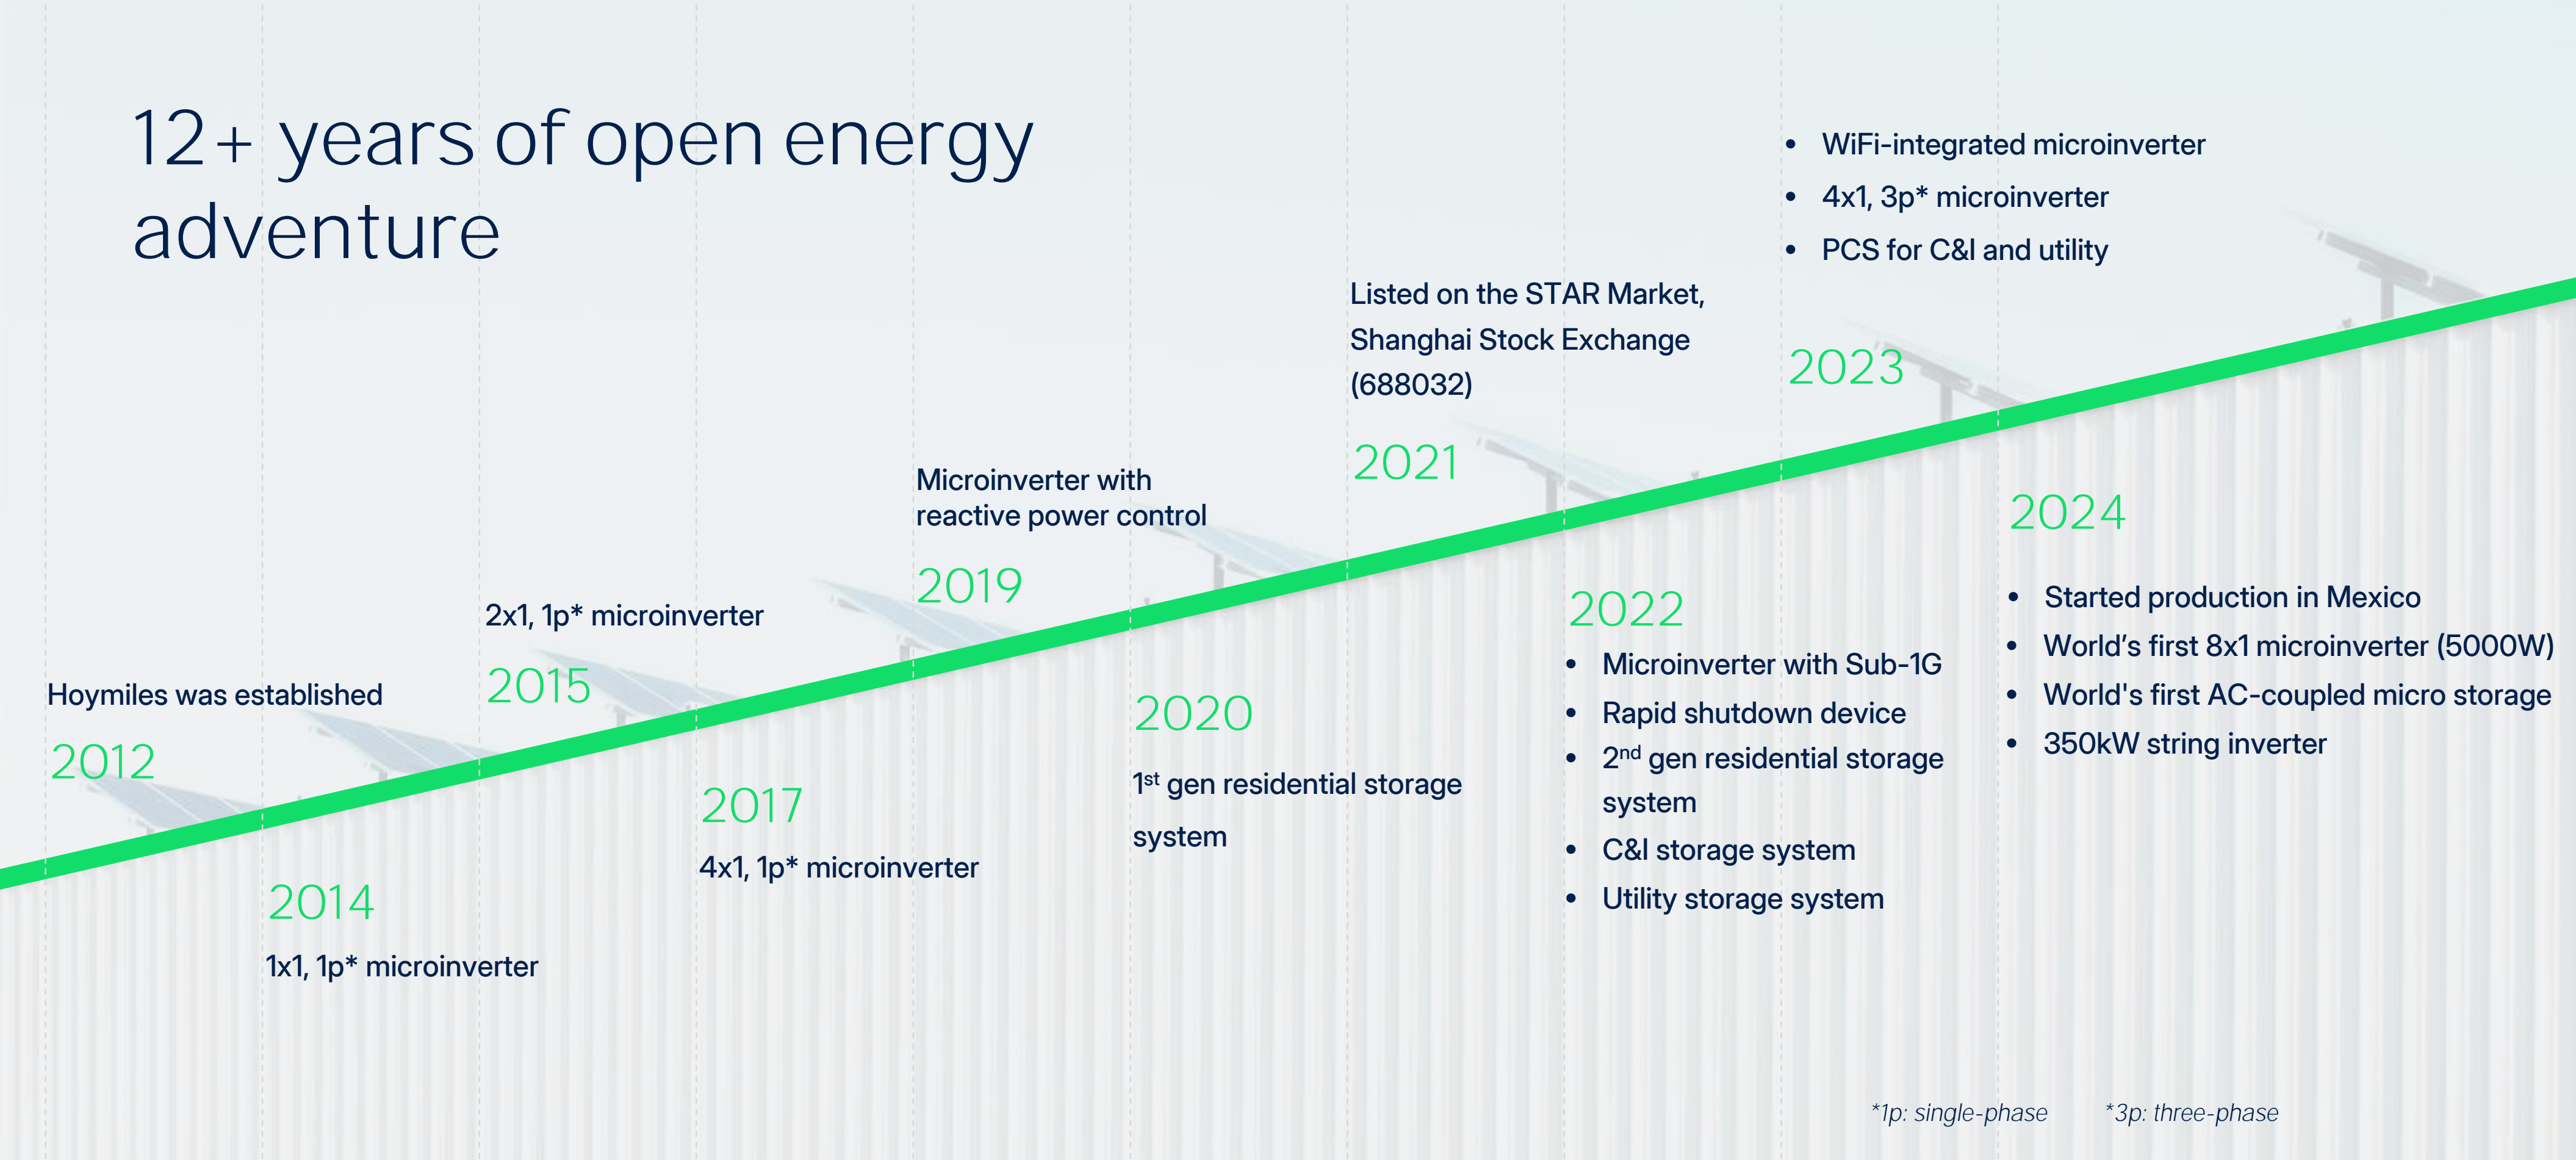 12+ years of open energy
adventure
Hoymiles was established
2012
2014
1x1, 1p* microinverter
2x1, 1p* microinverter
2015
2017
4x1, 1p* microinverter
Microinverter with
reactive power control
2019
2020
1st gen residential storage
system
Listed on the STAR Market,
Shanghai Stock Exchange
(688032)
2021
2022
• Microinverter with Sub-1G
• Rapid shutdown device
• 2nd gen residential storage
system
• C&I storage system
• Utility storage system
• WiFi-integrated microinverter
• 4x1, 3p* microinverter
• PCS for C&I and utility
2023
2024
• Started production in Mexico
• World’s first 8x1 microinverter (5000W)
• World's first AC-coupled micro storage
• 350kW string inverter
*1p: single-phase
*3p: three-phase